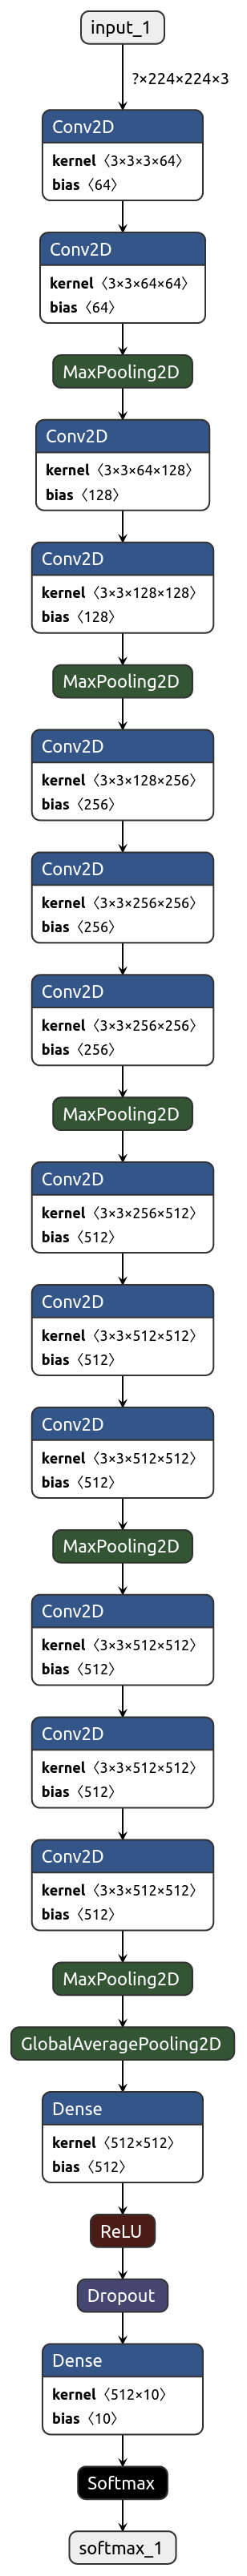 input_1
?×224×224×3
Conv2D
kernel〈3×3×3×64〉
bias〈64〉
Conv2D
kernel〈3×3×64×64〉
bias〈64〉
MaxPooling2D
Conv2D
kernel〈3×3×64×128〉
bias〈128〉
Conv2D
kernel〈3×3×128×128〉
bias〈128〉
MaxPooling2D
Conv2D
kernel〈3×3×128×256〉
bias〈256〉
Conv2D
kernel〈3×3×256×256〉
bias〈256〉
Conv2D
kernel〈3×3×256×256〉
bias〈256〉
MaxPooling2D
Conv2D
kernel〈3×3×256×512〉
bias〈512〉
Conv2D
kernel〈3×3×512×512〉
bias〈512〉
Conv2D
kernel〈3×3×512×512〉
bias〈512〉
MaxPooling2D
Conv2D
kernel〈3×3×512×512〉
bias〈512〉
Conv2D
kernel〈3×3×512×512〉
bias〈512〉
Conv2D
kernel〈3×3×512×512〉
bias〈512〉
MaxPooling2D
GlobalAveragePooling2D
Dense
kernel〈512×512〉
bias〈512〉
ReLU
Dropout
Dense
kernel〈512×10〉
bias〈10〉
Softmax
softmax_1